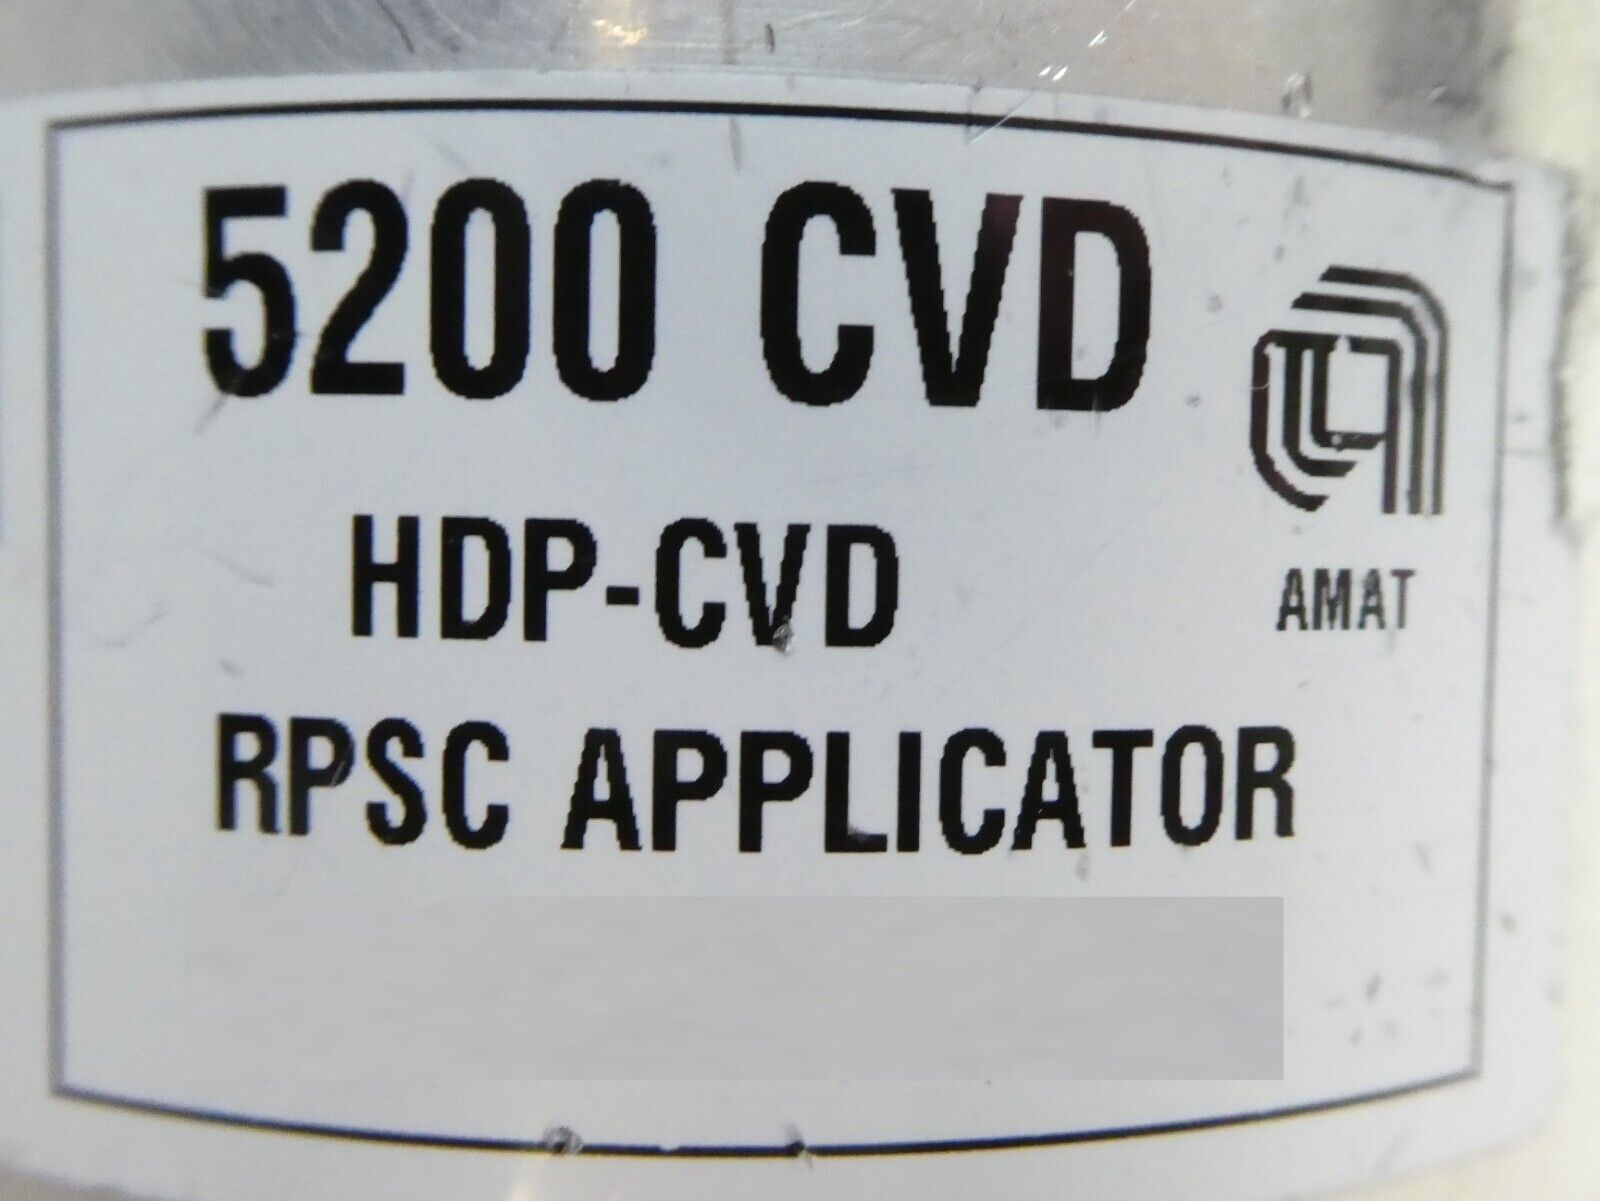 5200 CVD
HDP-CVD
AMAT
RPSC APPLICATOR